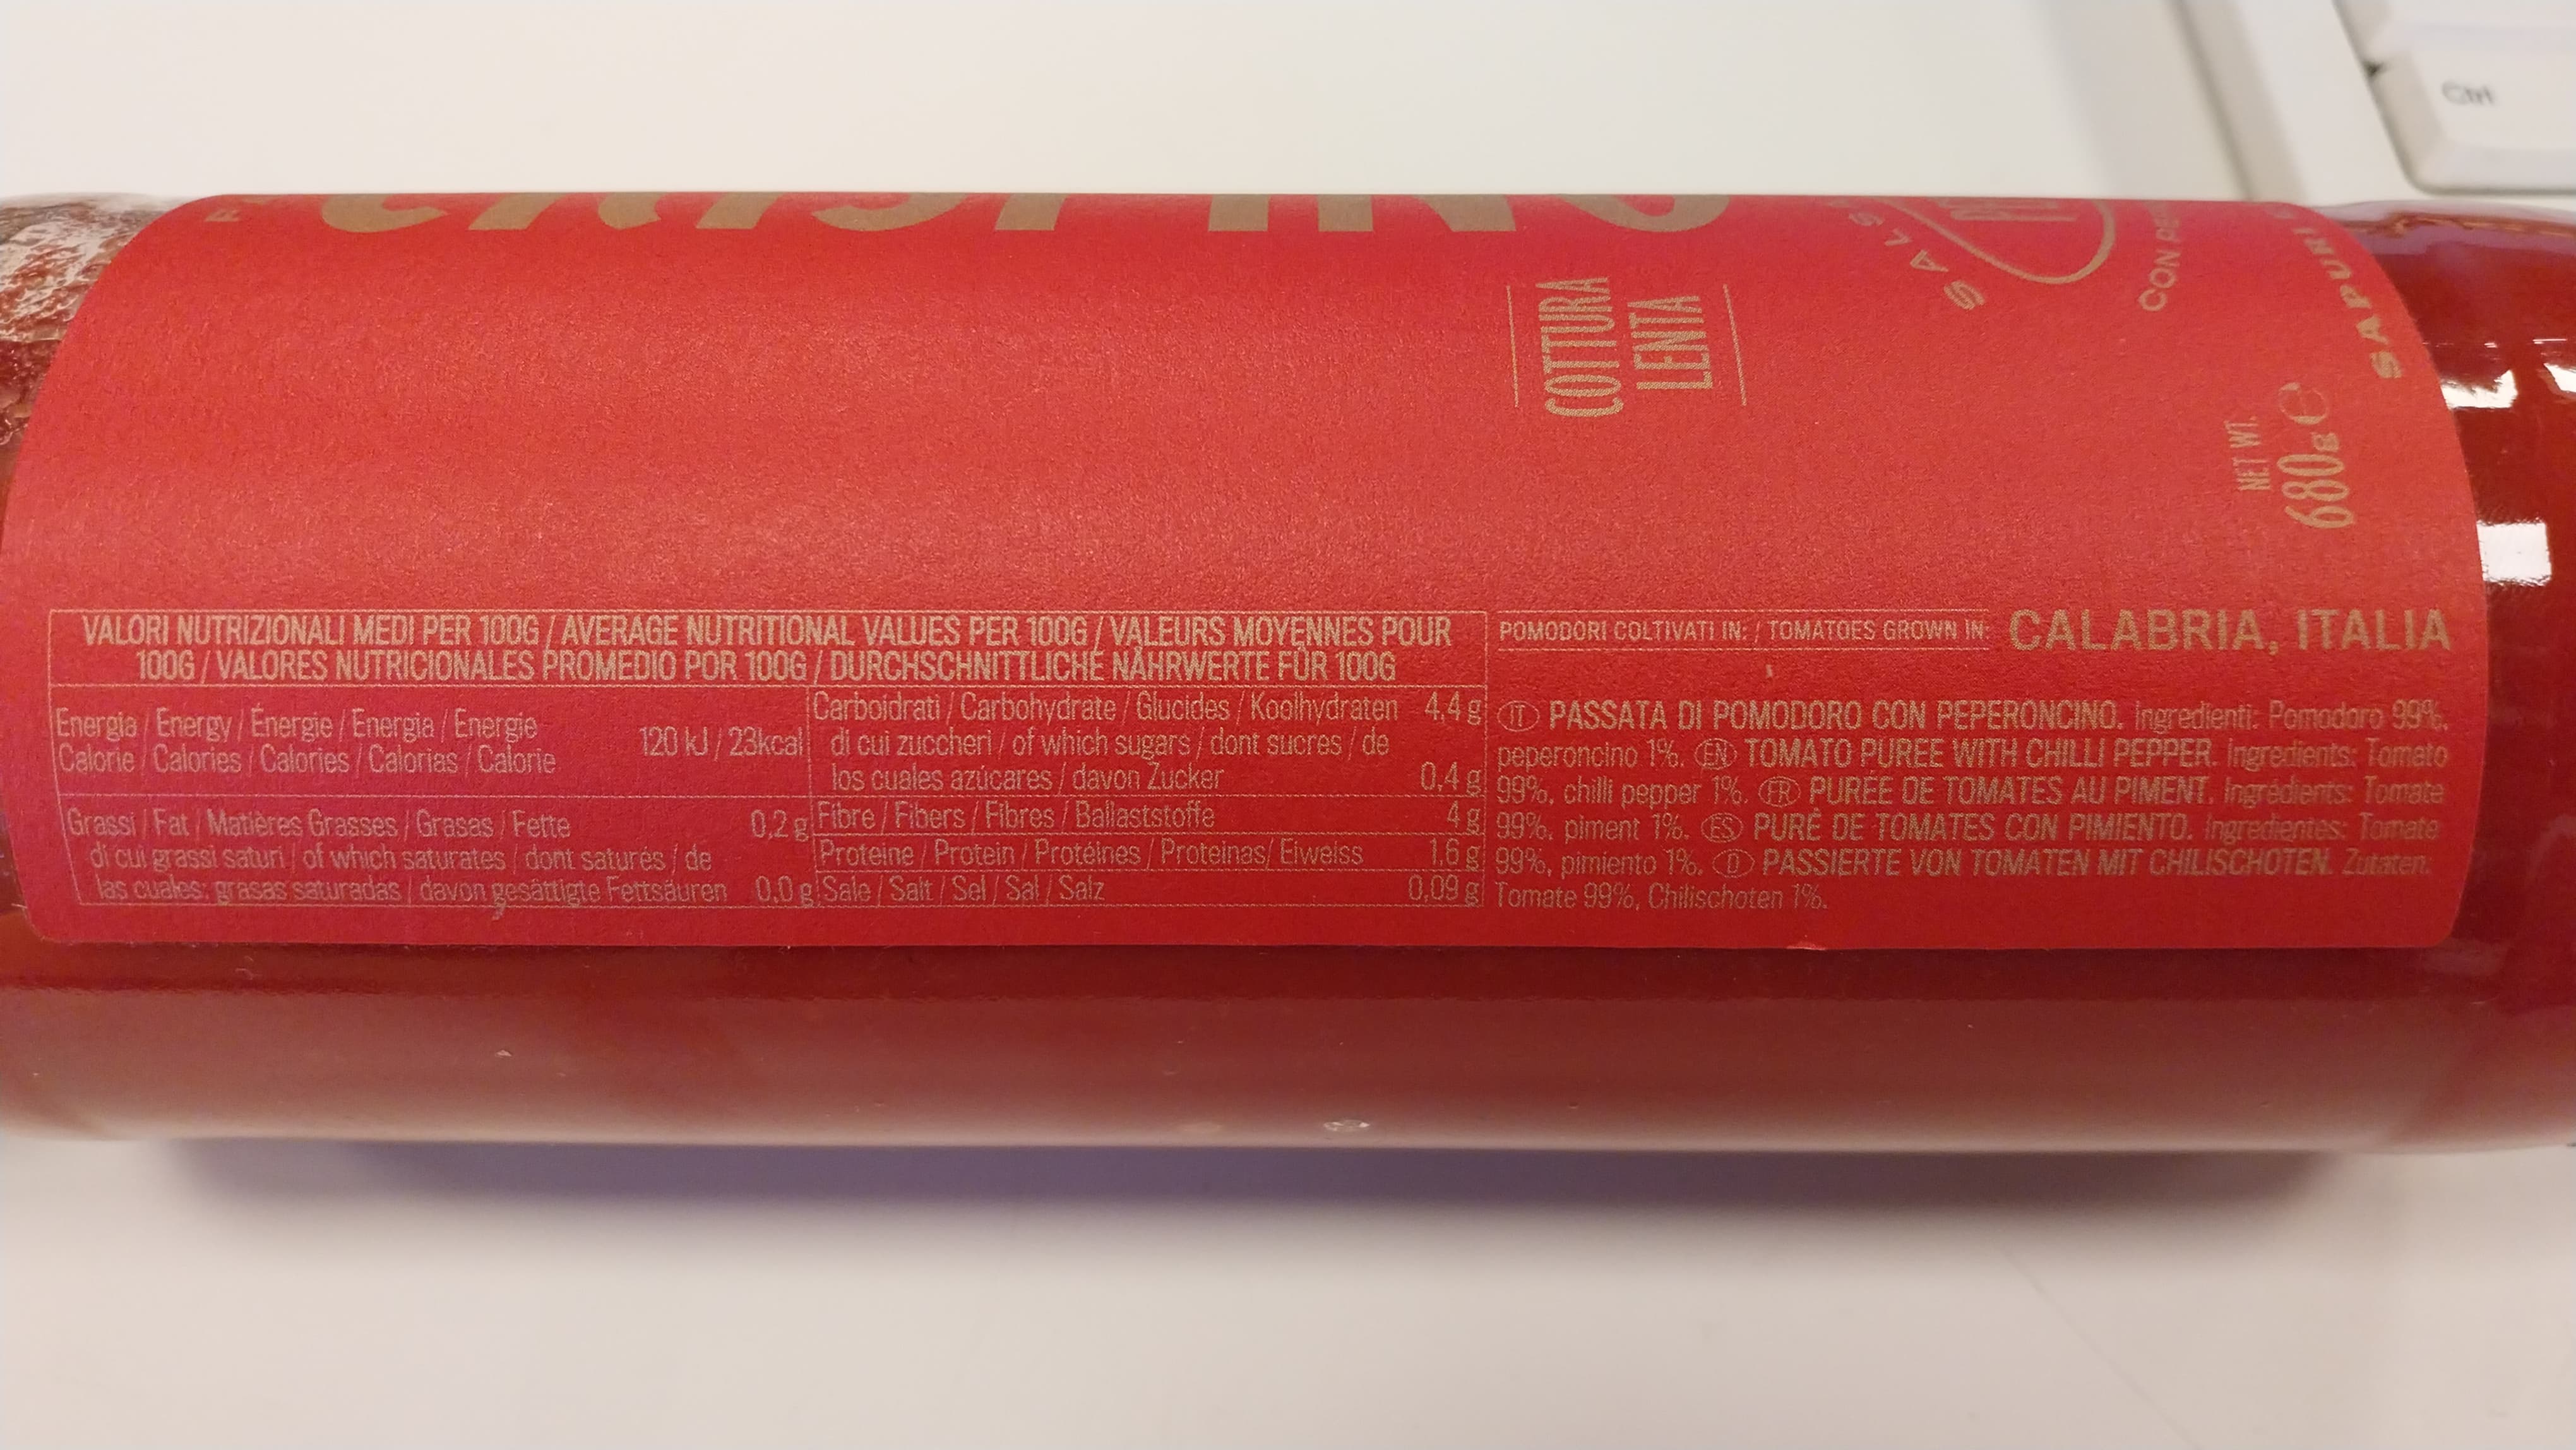 Ctrl
COTTURA
LENTA
SALSA
CON
SAPURI
NET WT.
680g e
VALORI NUTRIZIONALI MEDI PER 100G / AVERAGE NUTRITIONAL VALUES PER 100G / VALEURS MOYENNES POUR
100G / VALORES NUTRICIONALES PROMEDIO POR 100G / DURCHSCHNITTLICHE NÄHRWERTE FÜR 100G
Energia / Energy / Énergie / Energia / Energie
Calorie / Calories / Calories / Calorias / Calorie
120 kJ / 23kcal
Grassi / Fat / Matières Grasses / Grasas / Fette 0,2 g
di cui grassi saturi / of which saturates / dont saturés / de
las cuales: grasas saturadas / davon gesättigte Fettsäuren 0,0 g
Carboidrati / Carbohydrate / Glucides / Koolhydraten 4,4 g
di cui zuccheri / of which sugars / dont sucres / de
los cuales azúcares / davon Zucker 0,4 g
Fibre / Fibers / Fibres / Ballaststoffe 4 g
Proteine / Protein / Protéines / Proteinas/ Eiweiss 1,6 g
Sale / Salt / Sel / Sal / Salz 0,09 g
POMODORI COLTIVATI IN: / TOMATOES GROWN IN: CALABRIA, ITALIA
IT PASSATA DI POMODORO CON PEPERONCINO. Ingredienti: Pomodoro 99%,
peperoncino 1%. EN TOMATO PUREE WITH CHILLI PEPPER. Ingredients: Tomato
99%, chilli pepper 1%. FR PURÉE DE TOMATES AU PIMENT. Ingrédients: Tomate
99%, piment 1%. ES PURÈ DE TOMATES CON PIMIENTO. Ingredientes: Tomate
99%, pimiento 1%. D PASSIERTE VON TOMATEN MIT CHILISCHOTEN. Zutaten:
Tomate 99%, Chilischoten 1%.